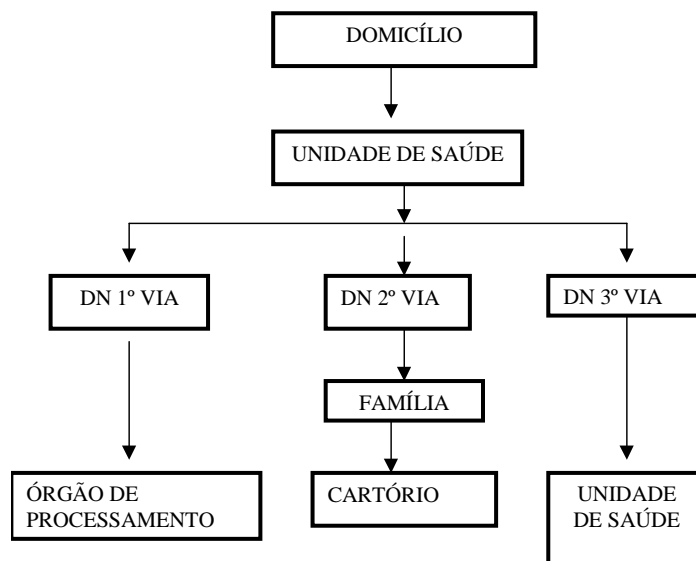 DOMICÍLIO
UNIDADE DE SAÚDE
DN 1º VIA
DN 2º VIA
DN 3º VIA
FAMÍLIA
ÓRGÃO DE
PROCESSAMENTO
CARTÓRIO
UNIDADE
DE SAÚDE